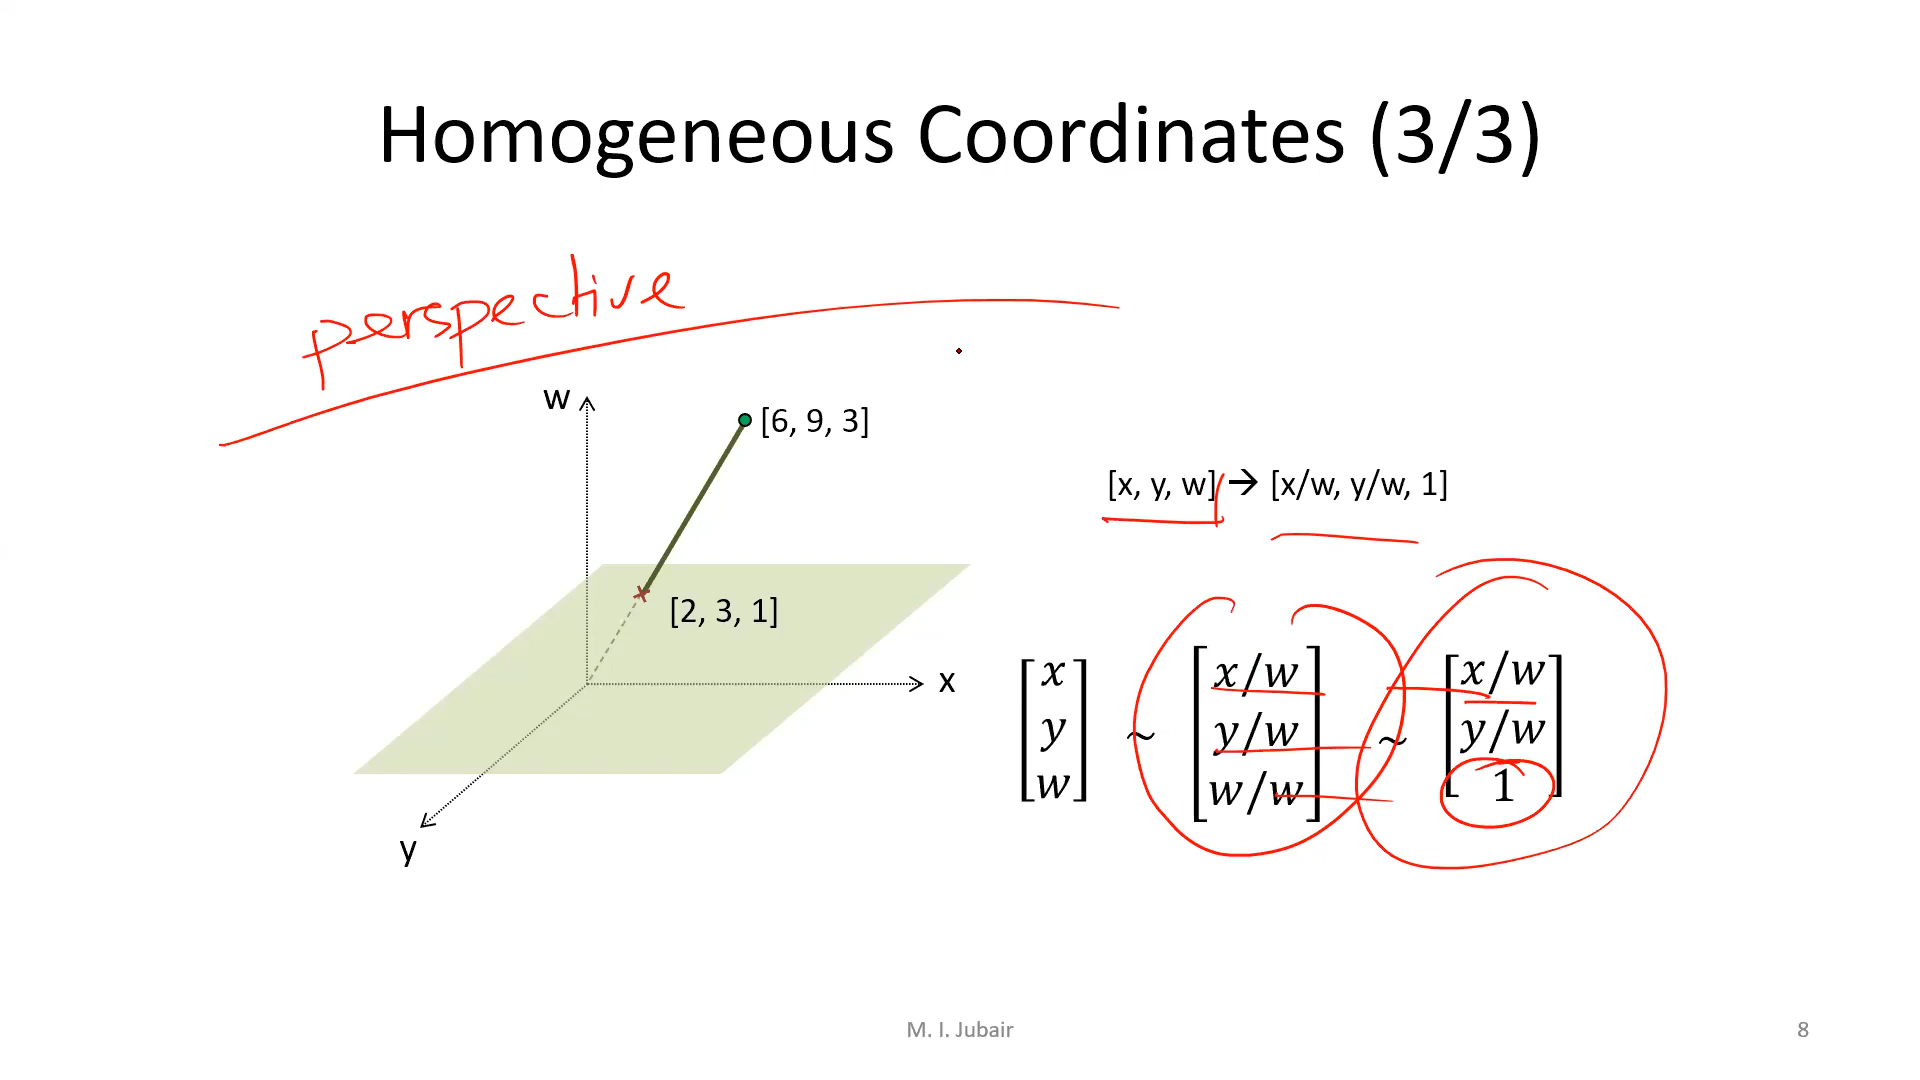 Homogeneous Coordinates (3/3)
perspective
w
[6, 9, 3]
[2, 3, 1]
x
y
[x, y, w] → [x/w, y/w, 1]
[x y w] ~ [x/w y/w w/w] ~ [x/w y/w 1]
M. I. Jubair
8